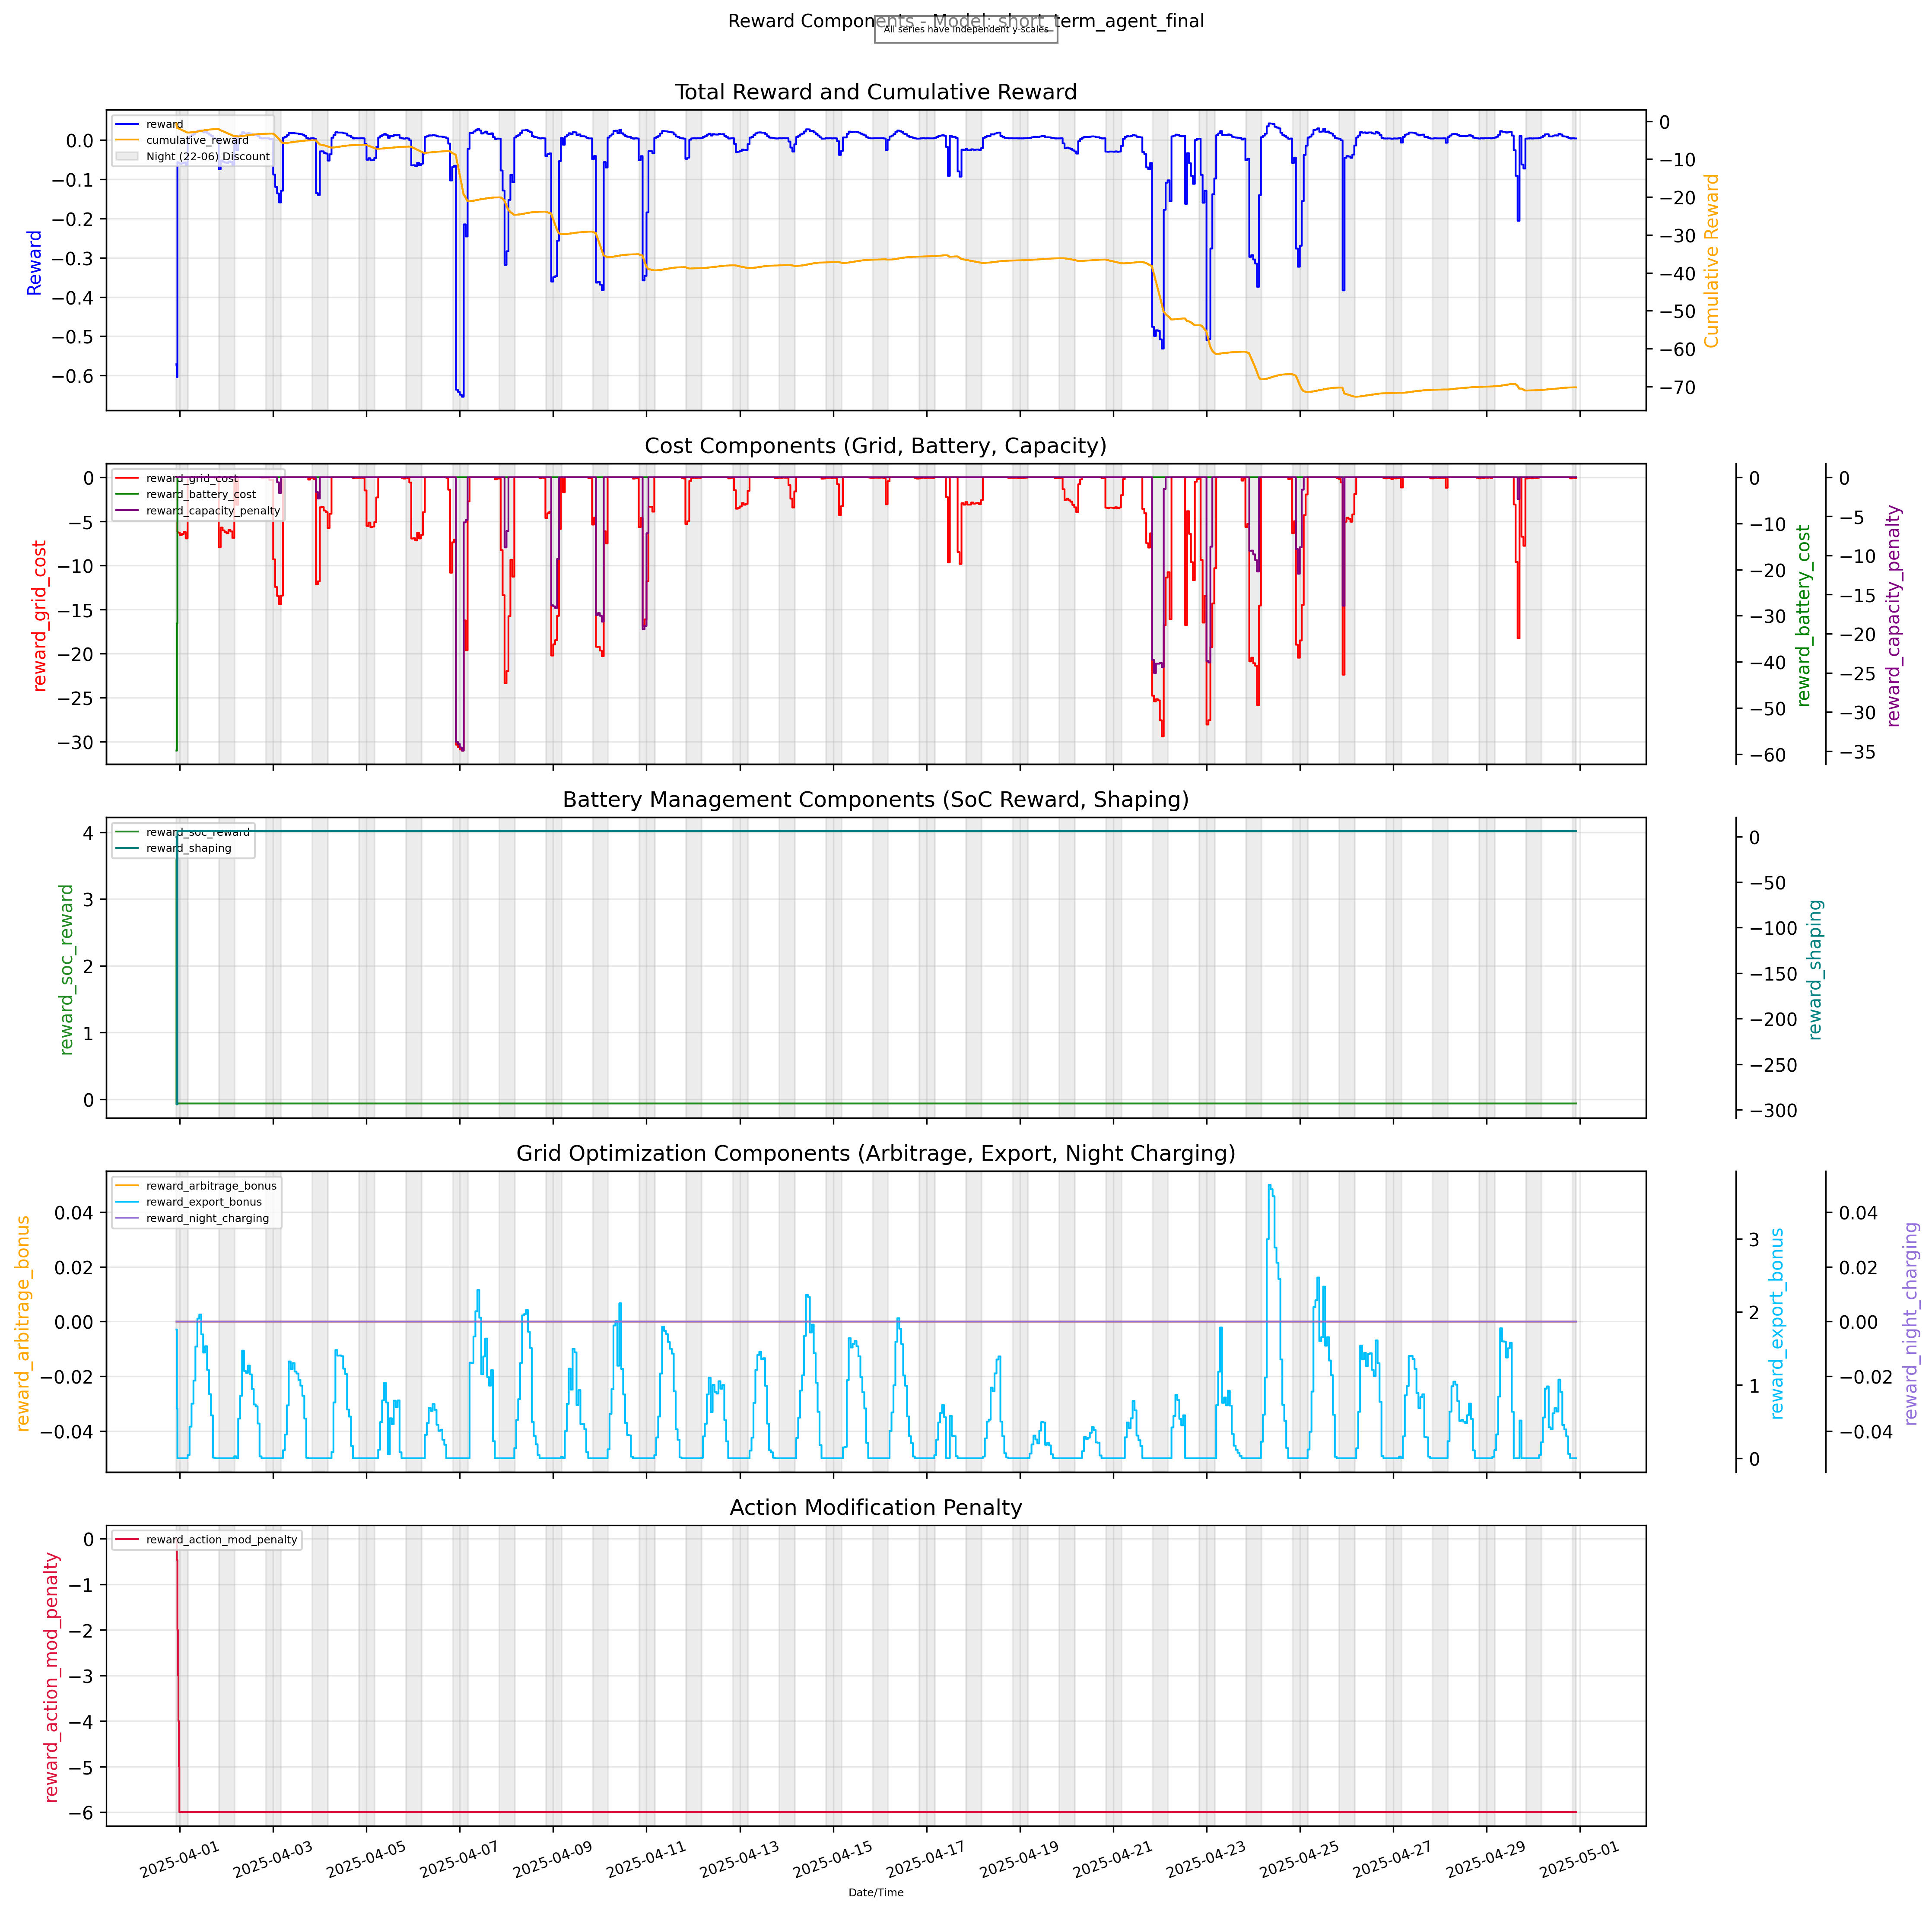 Reward Components - Model: short_term_agent_final
All series have independent y-scales
Total Reward and Cumulative Reward
reward
cumulative_reward
Night (22-06) Discount
Reward
0.0
−0.1
−0.2
−0.3
−0.4
−0.5
−0.6
Cumulative Reward
0
−10
−20
−30
−40
−50
−60
−70
Cost Components (Grid, Battery, Capacity)
reward_grid_cost
reward_battery_cost
reward_capacity_penalty
reward_grid_cost
0
−5
−10
−15
−20
−25
−30
0
−10
−20
−30
−40
−50
−60
reward_battery_cost
0
−5
−10
−15
−20
−25
−30
−35
reward_capacity_penalty
Battery Management Components (SoC Reward, Shaping)
reward_soc_reward
reward_shaping
reward_soc_reward
4
3
2
1
0
0
−50
−100
−150
−200
−250
−300
reward_shaping
Grid Optimization Components (Arbitrage, Export, Night Charging)
reward_arbitrage_bonus
reward_export_bonus
reward_night_charging
reward_arbitrage_bonus
0.04
0.02
0.00
−0.02
−0.04
3
2
1
0
reward_export_bonus
0.04
0.02
0.00
−0.02
−0.04
reward_night_charging
Action Modification Penalty
reward_action_mod_penalty
reward_action_mod_penalty
0
−1
−2
−3
−4
−5
−6
2025-04-01
2025-04-03
2025-04-05
2025-04-07
2025-04-09
2025-04-11
2025-04-13
2025-04-15
2025-04-17
2025-04-19
2025-04-21
2025-04-23
2025-04-25
2025-04-27
2025-04-29
2025-05-01
Date/Time